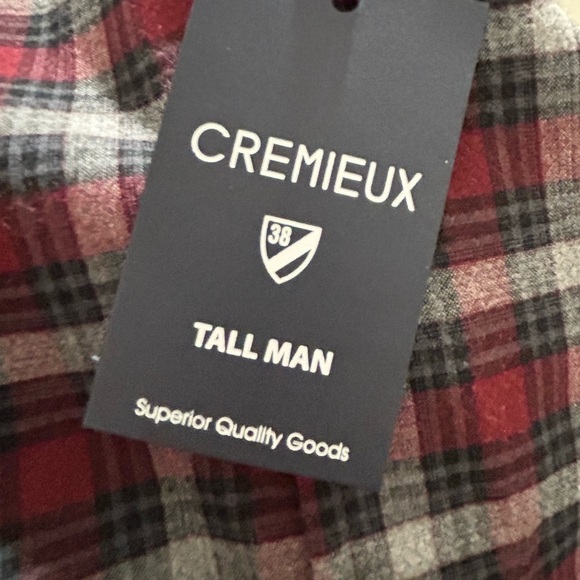 CREMIEUX
38
TALL MAN
Superior Quality Goods